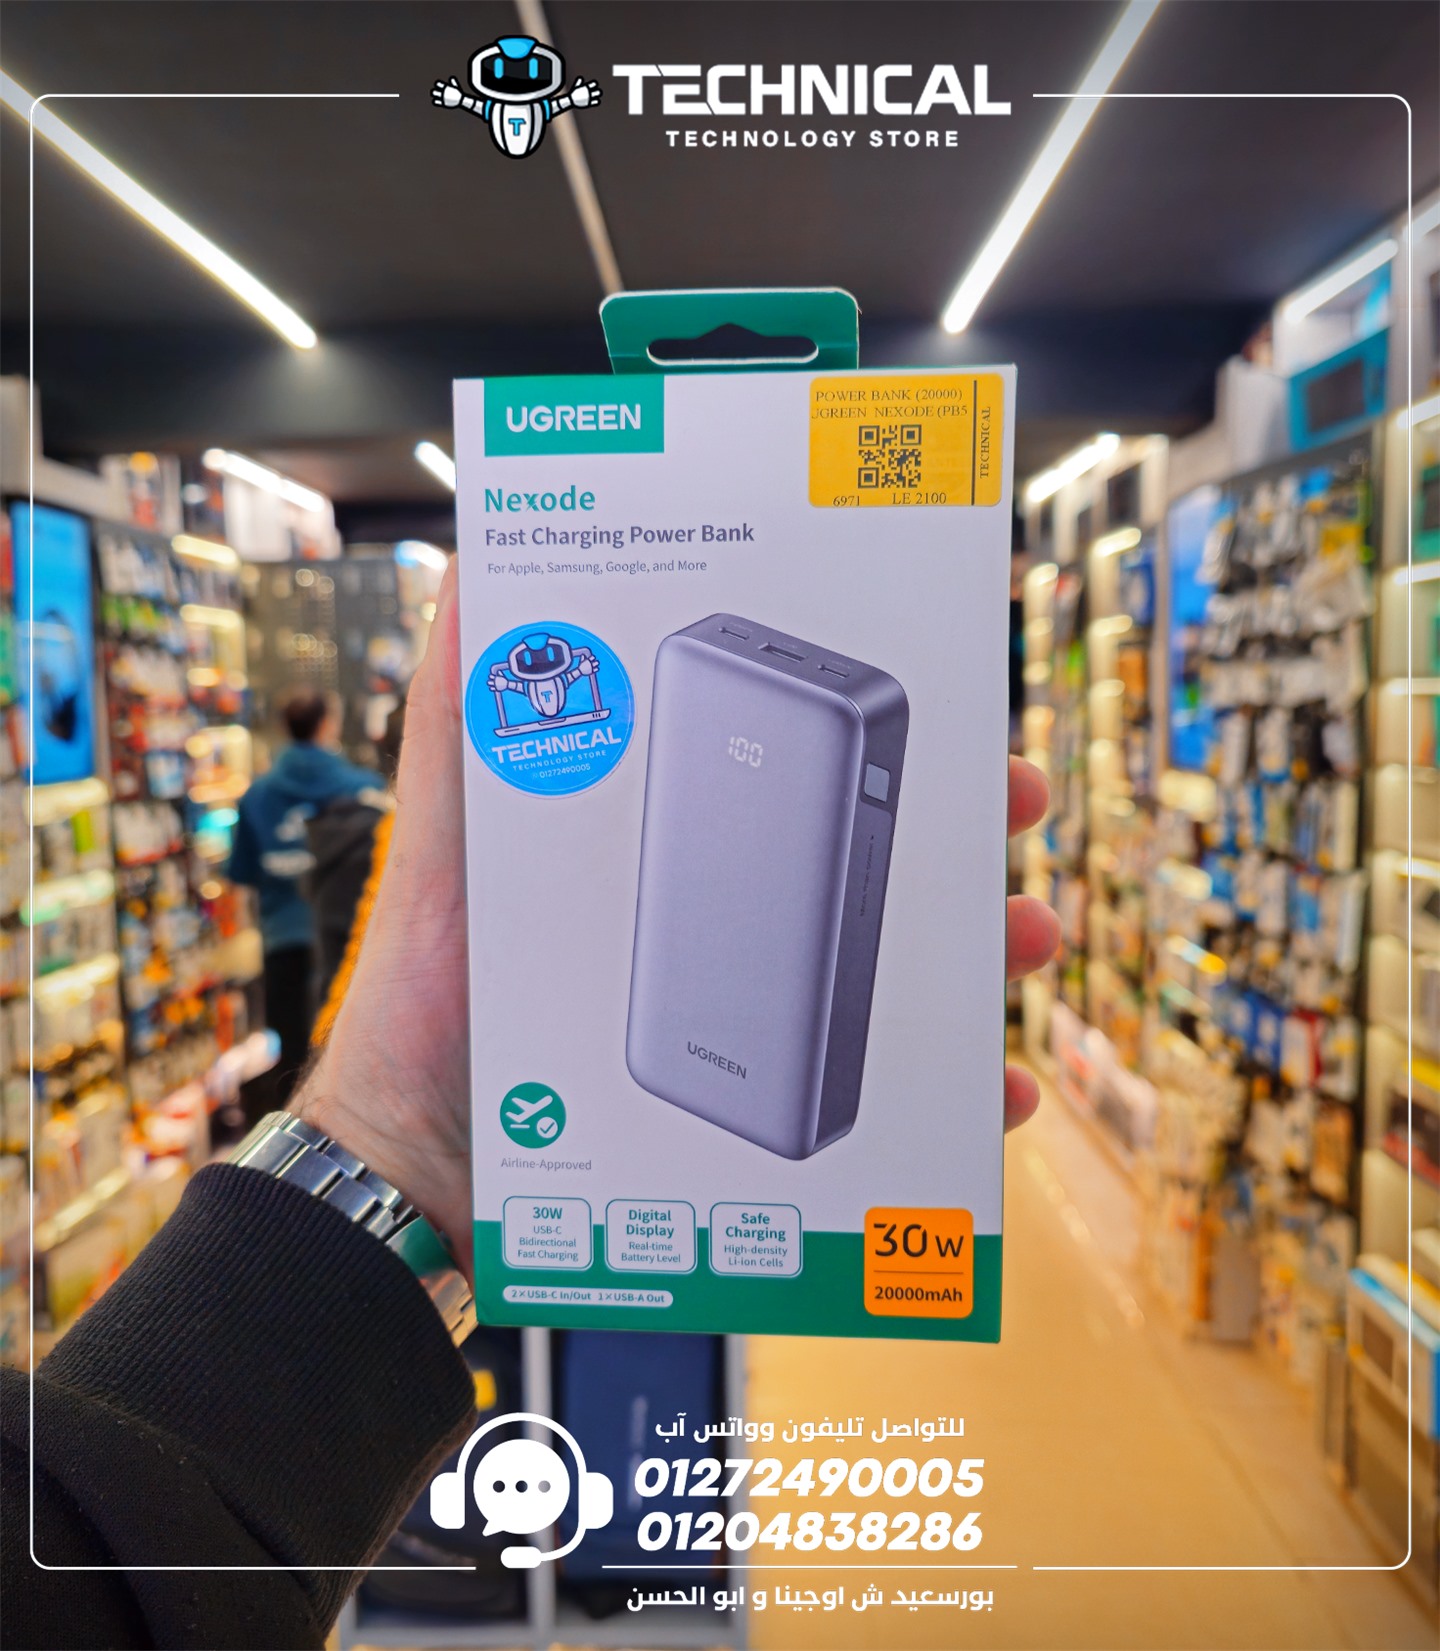 TECHNICAL
TECHNOLOGY STORE
UGREEN
POWER BANK (20000)
JGREEN NEXODE (PB5
TECHNICAL
6971 LE 2100
Nexode
Fast Charging Power Bank
For Apple, Samsung, Google, and More
TECHNICAL
TECHNOLOGY STORE
01272490005
100
UGREEN
Airline-Approved
30W
USB-C
Bidirectional
Fast Charging
Digital
Display
Real-time
Battery Level
Safe
Charging
High-density
Li-ion Cells
2×USB-C In/Out 1×USB-A Out
30W
20000mAh
للتواصل تليفون وواتس آب
01272490005
01204838286
بورسعيد ش اوجينا و ابو الحسن